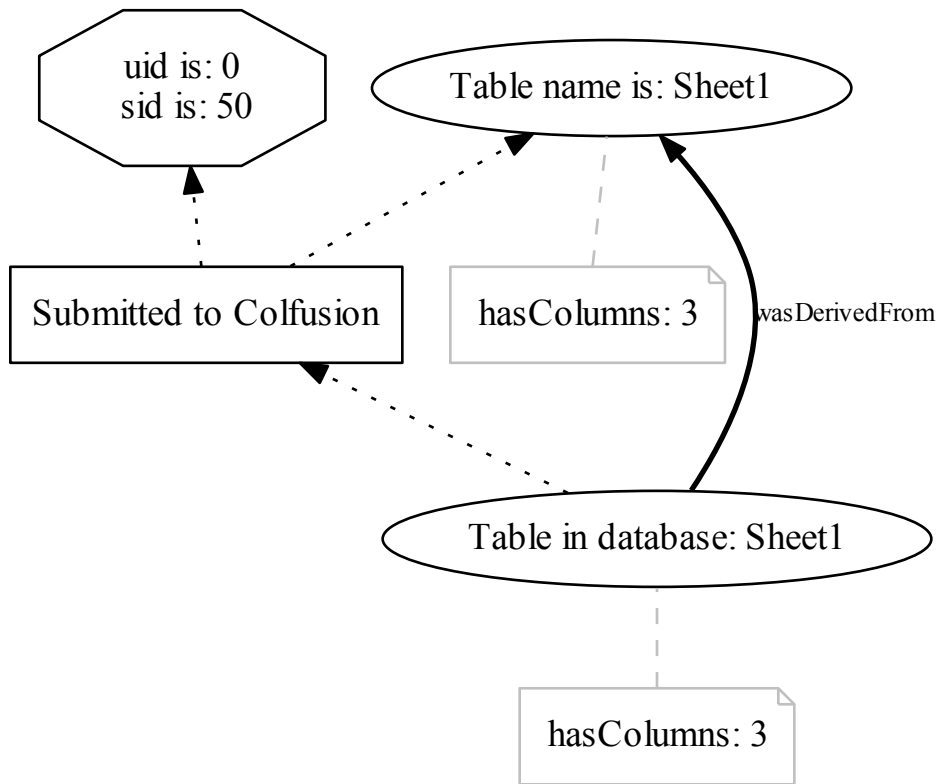 uid is: 0
sid is: 50
Table name is: Sheet1
Submitted to Colfusion
hasColumns: 3
wasDerivedFrom
Table in database: Sheet1
hasColumns: 3